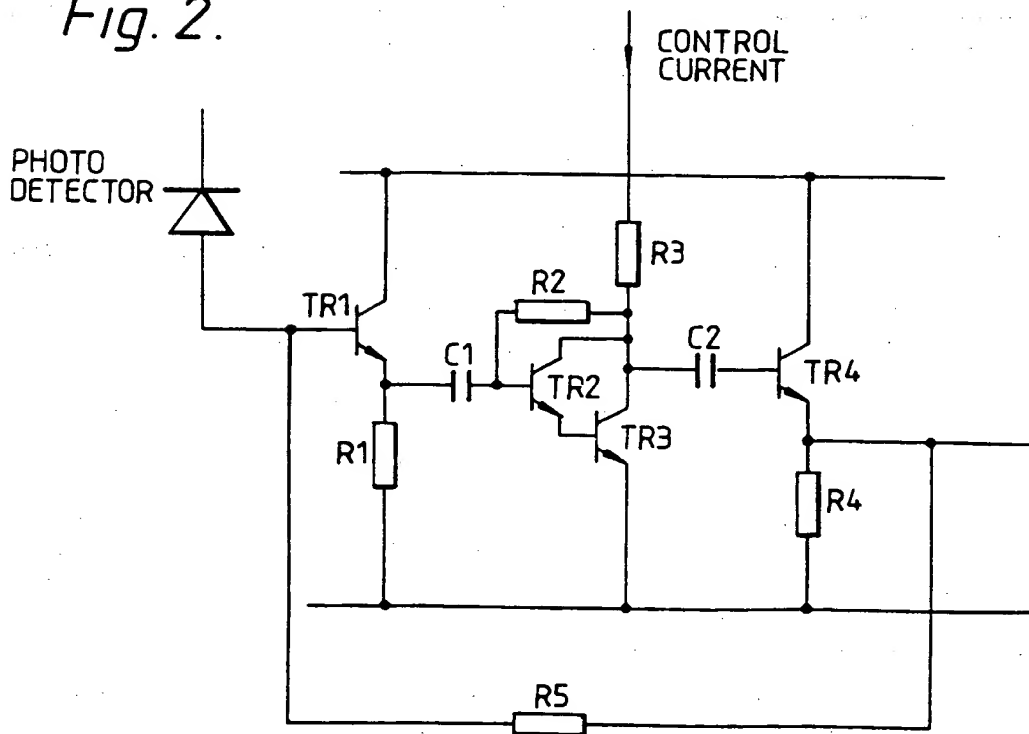 Fig. 2.
CONTROL
CURRENT
PHOTO
DETECTOR
R3
R2
TR1
C1
C2
TR2
TR4
TR3
R1
R4
R5